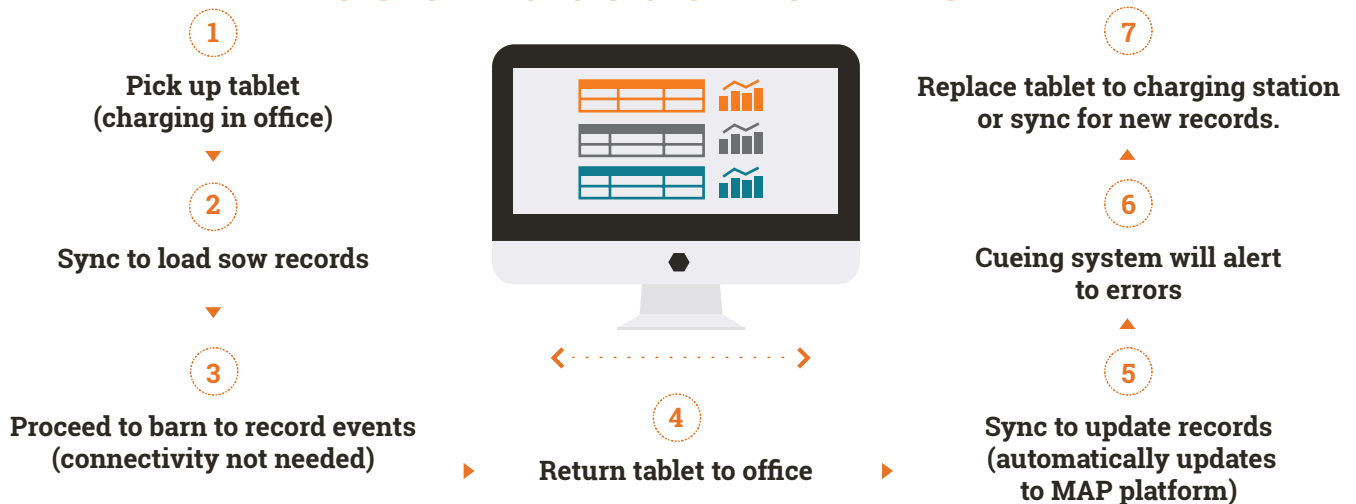 1
Pick up tablet
(charging in office)
2
Sync to load sow records
3
Proceed to barn to record events
(connectivity not needed)
4
Return tablet to office
5
Sync to update records
(automatically updates
to MAP platform)
6
Cueing system will alert
to errors
7
Replace tablet to charging station
or sync for new records.